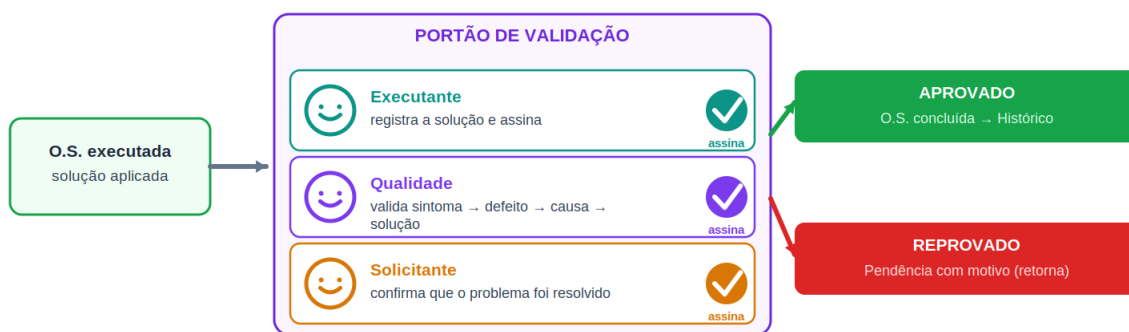 PORTÃO DE VALIDAÇÃO
O.S. executada
solução aplicada
Executante
registra a solução e assina
assina
Qualidade
valida sintoma → defeito → causa →
solução
assina
Solicitante
confirma que o problema foi resolvido
assina
APROVADO
O.S. concluída → Histórico
REPROVADO
Pendência com motivo (retorna)